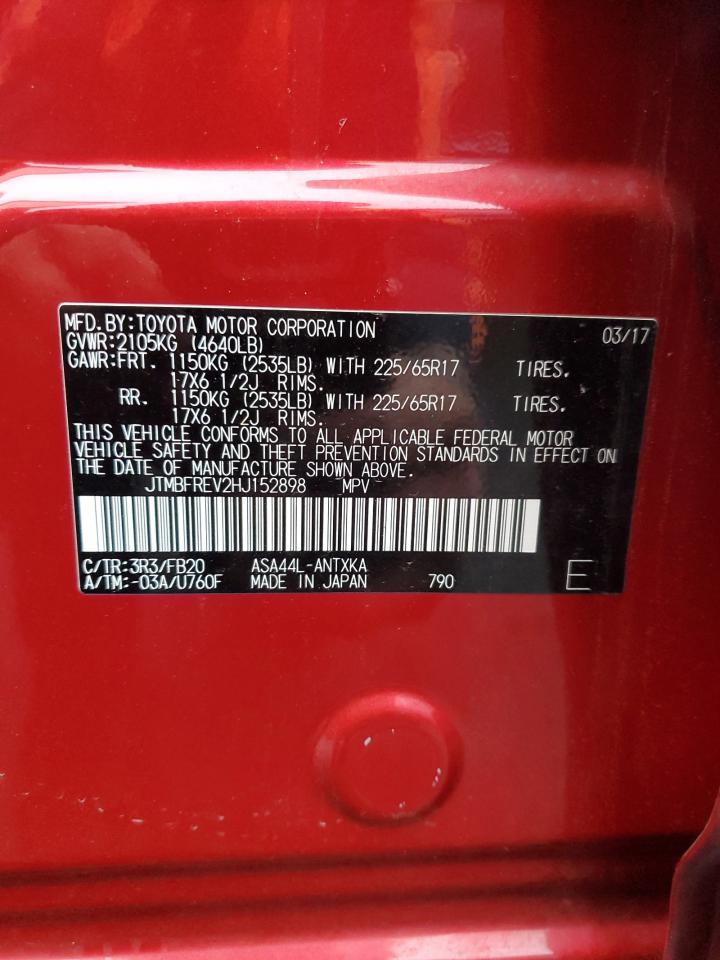 MFD.BY:TOYOTA MOTOR CORPORATION 03/17
GVWR:2105KG (4640LB)
GAWR:FRT. 1150KG (2535LB) WITH 225/65R17 TIRES.
17X6 1/2J RIMS.
RR. 1150KG (2535LB) WITH 225/65R17 TIRES.
17X6 1/2J RIMS.
THIS VEHICLE CONFORMS TO ALL APPLICABLE FEDERAL MOTOR
VEHICLE SAFETY AND THEFT PREVENTION STANDARDS IN EFFECT ON
THE DATE OF MANUFACTURE SHOWN ABOVE.
JTMBFREV2HJ152898 MPV
C/TR:3R3/FB20 ASA44L-ANTXKA
A/TM:-03A/U760F MADE IN JAPAN 790 E